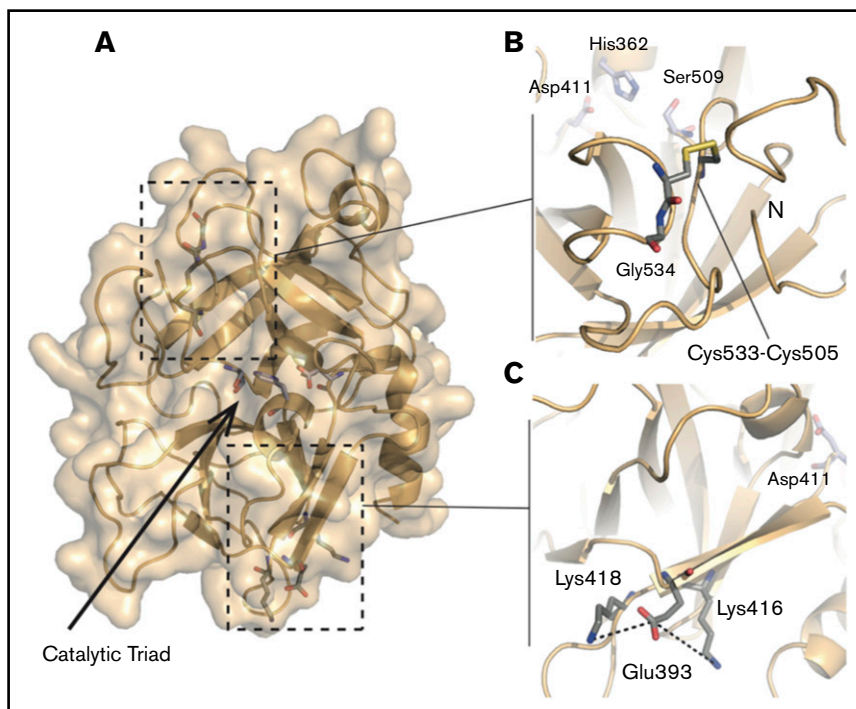 A
Catalytic Triad
B
His362
Asp411
Ser509
N
Gly534
Cys533-Cys505
C
Asp411
Lys418
Lys416
Glu393